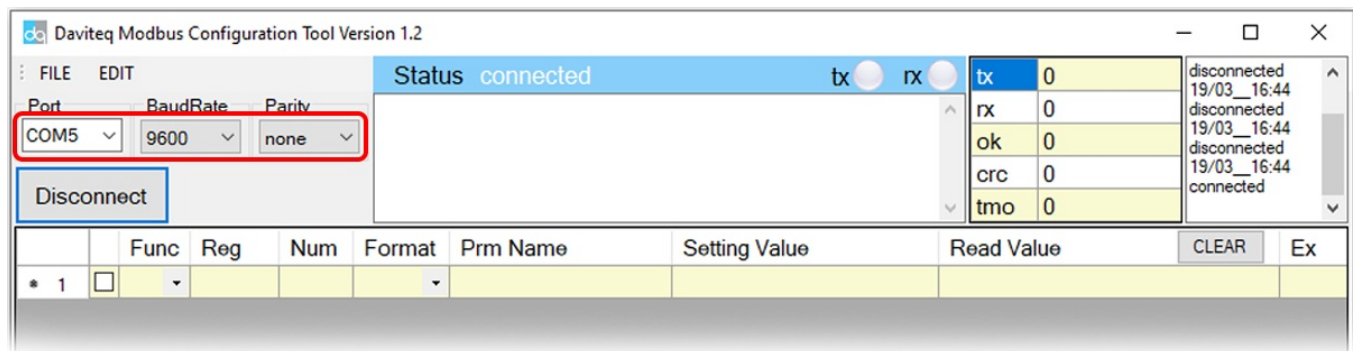 dq Daviteq Modbus Configuration Tool Version 1.2
FILE EDIT
Status connected tx rx
Port BaudRate Parity
COM5 9600 none
Disconnect
tx 0
rx 0
ok 0
crc 0
tmo 0
disconnected
19/03__16:44
disconnected
19/03__16:44
disconnected
19/03__16:44
connected
Func Reg Num Format Prm Name Setting Value Read Value CLEAR Ex
* 1